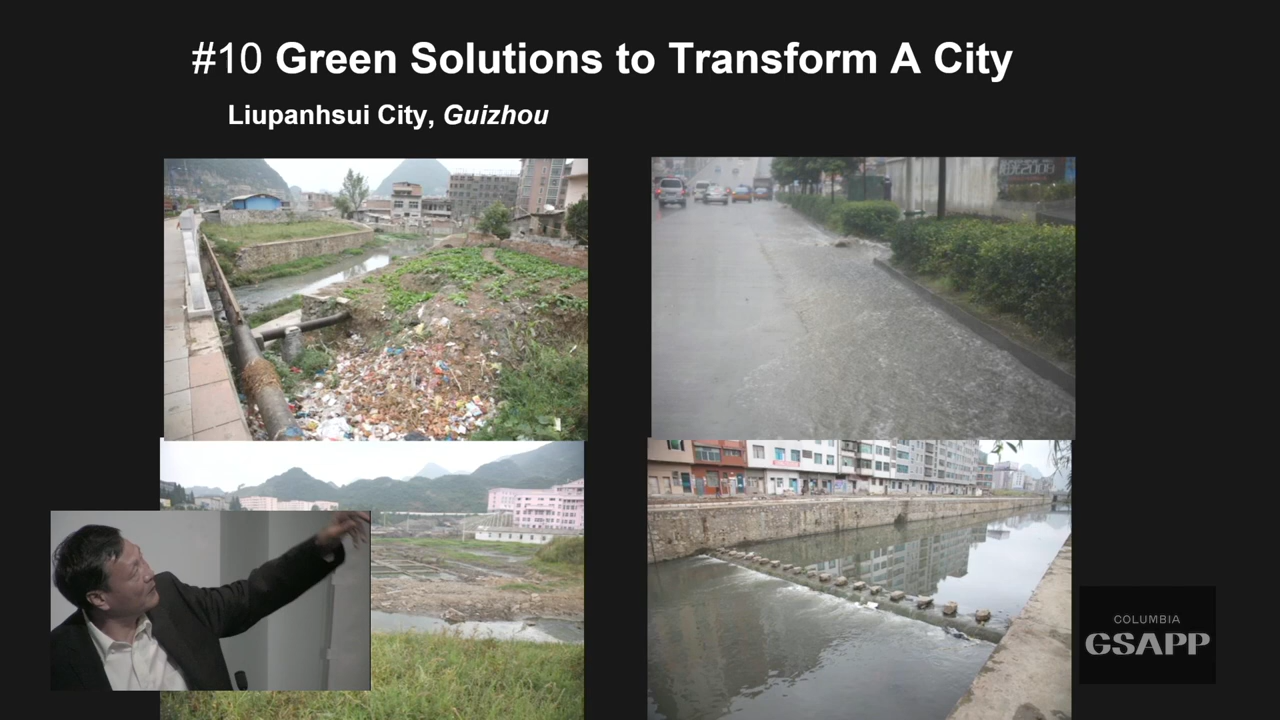 #10 Green Solutions to Transform A City
Liupanhsui City, Guizhou
COLUMBIA
GSAPP